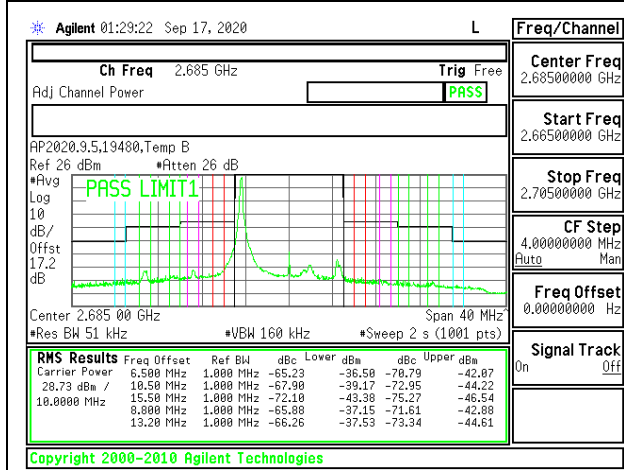 Agilent 01:29:22 Sep 17, 2020 L
Freq/Channel
Ch Freq 2.685 GHz Trig Free
Adj Channel Power PASS
AP2020.9.5,19480,Temp B
Ref 26 dBm #Atten 26 dB
#Avg
Log
10
dB/
Offst
17.2
dB
PASS LIMIT1
Center 2.685 00 GHz Span 40 MHz
#Res BW 51 kHz #VBW 160 kHz #Sweep 2 s (1001 pts)
RMS Results Freq Offset Ref BW dBc Lower dBm dBc Upper dBm
Carrier Power 6.500 MHz 1.000 MHz -65.23 -36.50 -70.79 -42.07
28.73 dBm / 10.50 MHz 1.000 MHz -67.90 -39.17 -72.95 -44.22
10.0000 MHz 15.50 MHz 1.000 MHz -72.10 -43.38 -75.27 -46.54
8.800 MHz 1.000 MHz -65.88 -37.15 -71.61 -42.88
13.20 MHz 1.000 MHz -66.26 -37.53 -73.34 -44.61
Copyright 2000-2010 Agilent Technologies
Center Freq
2.68500000 GHz
Start Freq
2.66500000 GHz
Stop Freq
2.70500000 GHz
CF Step
4.00000000 MHz
Auto Man
Freq Offset
0.00000000 Hz
Signal Track
On Off